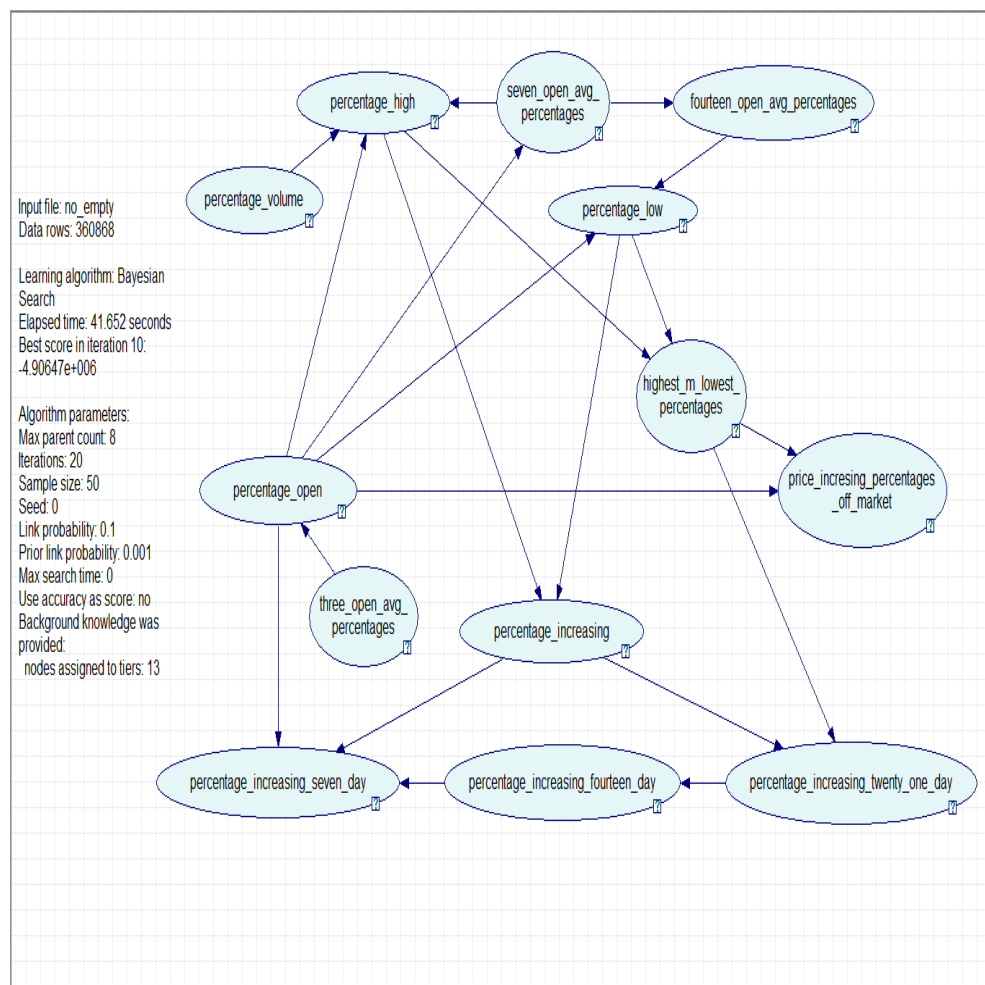 percentage_high
seven_open_avg_
percentages
fourteen_open_avg_percentages
percentage_volume
percentage_low
Input file: no_empty
Data rows: 360868
Learning algorithm: Bayesian
Search
Elapsed time: 41.652 seconds
Best score in iteration 10:
-4.90647e+006
Algorithm parameters:
Max parent count: 8
Iterations: 20
Sample size: 50
Seed: 0
Link probability: 0.1
Prior link probability: 0.001
Max search time: 0
Use accuracy as score: no
Background knowledge was
provided:
nodes assigned to tiers: 13
highest_m_lowest_
percentages
percentage_open
price_incresing_percentages
_off_market
three_open_avg_
percentages
percentage_increasing
percentage_increasing_seven_day
percentage_increasing_fourteen_day
percentage_increasing_twenty_one_day